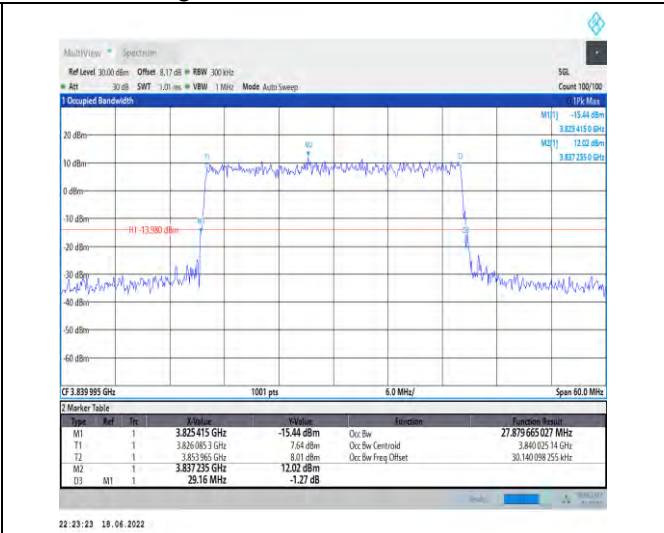 MultiView Spectrum
Ref Level 30.00 dBm Offset 8.17 dB RBW 300 kHz SGL
Att 30 dB SWT 1.01 ms VBW 1 MHz Mode Auto Sweep Count 100/100
1 Occupied Bandwidth 1Pk Max
M1[1] -15.44 dBm
3.825 415 0 GHz
M2[1] 12.02 dBm
3.837 235 0 GHz
20 dBm
M2
T1
10 dBm
0 dBm
-10 dBm
M1
H1 -13.980 dBm
-20 dBm
-30 dBm
-40 dBm
-50 dBm
-60 dBm
CF 3.839 995 GHz 1001 pts 6.0 MHz/ Span 60.0 MHz
2 Marker Table
Type Ref Trc X-Value Y-Value Function Function Result
M1 1 3.825 415 GHz -15.44 dBm Occ Bw 27.879 665 027 MHz
T1 1 3.826 085 3 GHz 7.64 dBm Occ Bw Centroid 3.840 025 14 GHz
T2 1 3.853 965 GHz 8.01 dBm Occ Bw Freq Offset 30.140 098 255 kHz
M2 1 3.837 235 GHz 12.02 dBm
D3 M1 1 29.16 MHz -1.27 dB
22:23:23 18.06.2022